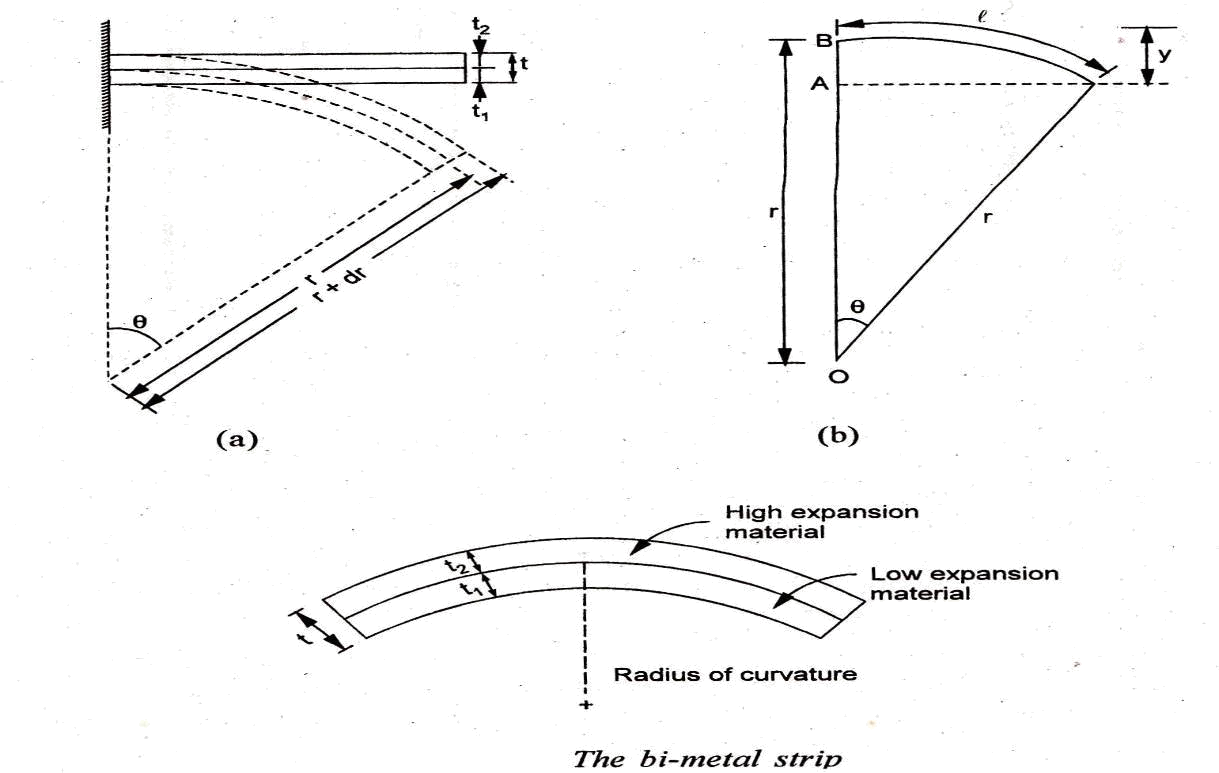 t₂
t
t₁
θ
r
r + dr
(a)
ℓ
B
y
A
r
r
θ
O
(b)
High expansion
material
t₂
t₁
Low expansion
material
t
Radius of curvature
The bi-metal strip